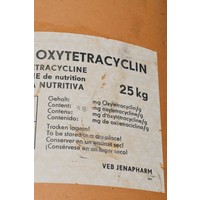 OXYTETRACYCLIN
TRACYCLINE
E de nutrition
A NUTRITIVA
25 kg
Gehalt: mg Oxytetracyclin/g
Content: mg oxytetracycline/g
Contenu: mg d'oxytétracycline/g
Contenido: mg de oxitetraciclina/g
Trocken lagern!
To be stored in a dry place!
Conserver en un endroit sec!
¡Consérvese en un lugar seco!
VEB JENAPHARM